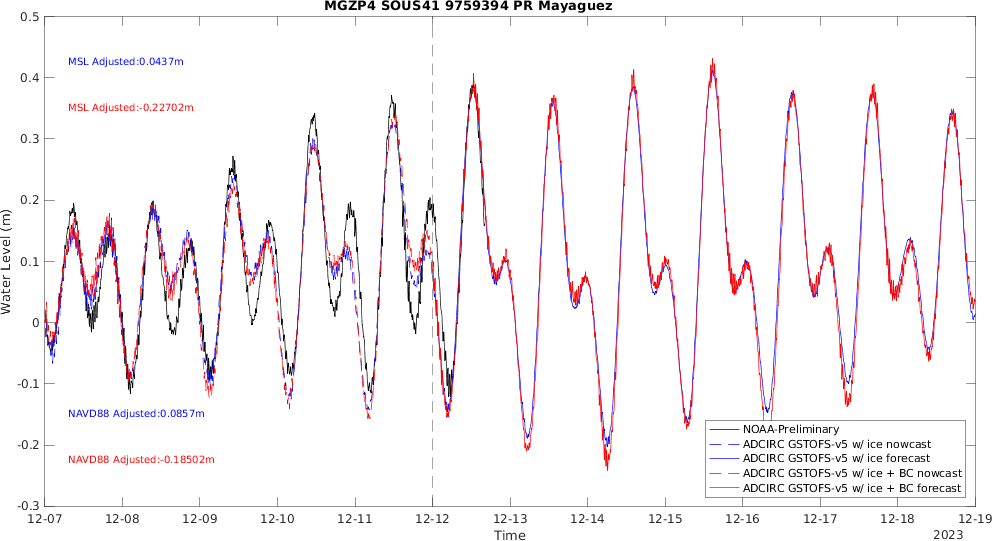 MGZP4 SOUS41 9759394 PR Mayaguez
0.5
0.4
0.3
0.2
0.1
0
-0.1
-0.2
-0.3
Water Level (m)
MSL Adjusted:0.0437m
MSL Adjusted:-0.22702m
NAVD88 Adjusted:0.0857m
NAVD88 Adjusted:-0.18502m
NOAA-Preliminary
ADCIRC GSTOFS-v5 w/ ice nowcast
ADCIRC GSTOFS-v5 w/ ice forecast
ADCIRC GSTOFS-v5 w/ ice + BC nowcast
ADCIRC GSTOFS-v5 w/ ice + BC forecast
12-07 12-08 12-09 12-10 12-11 12-12 12-13 12-14 12-15 12-16 12-17 12-18 12-19
Time
2023